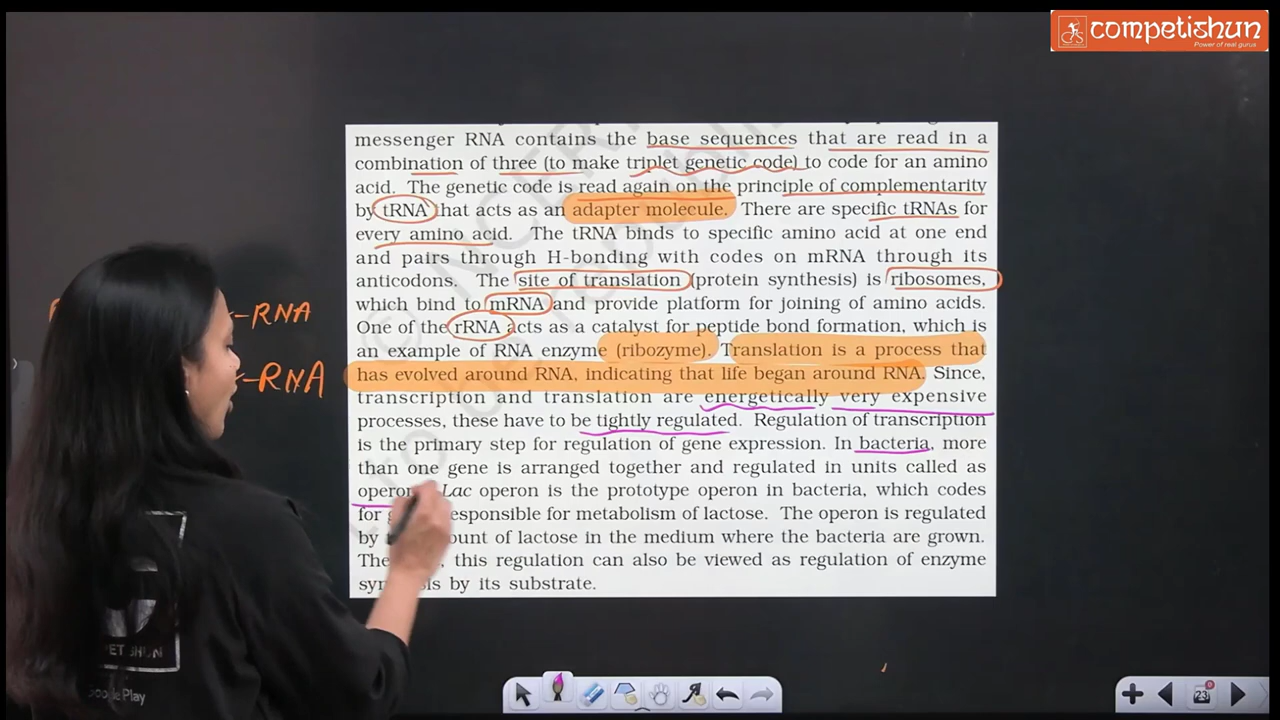 competishun
Power of real gurus
messenger RNA contains the base sequences that are read in a
combination of three (to make triplet genetic code) to code for an amino
acid. The genetic code is read again on the principle of complementarity
by tRNA that acts as an adapter molecule. There are specific tRNAs for
every amino acid. The tRNA binds to specific amino acid at one end
and pairs through H-bonding with codes on mRNA through its
anticodons. The site of translation (protein synthesis) is ribosomes,
which bind to mRNA and provide platform for joining of amino acids.
-RNA
One of the rRNA acts as a catalyst for peptide bond formation, which is
an example of RNA enzyme (ribozyme). Translation is a process that
-RNA
has evolved around RNA, indicating that life began around RNA. Since,
transcription and translation are energetically very expensive
processes, these have to be tightly regulated. Regulation of transcription
is the primary step for regulation of gene expression. In bacteria, more
than one gene is arranged together and regulated in units called as
Lac operon is the prototype operon in bacteria, which codes
for responsible for metabolism of lactose. The operon is regulated
by of lactose in the medium where the bacteria are grown.
this regulation can also be viewed as regulation of enzyme
by its substrate.
© NCERT
Google Play
23